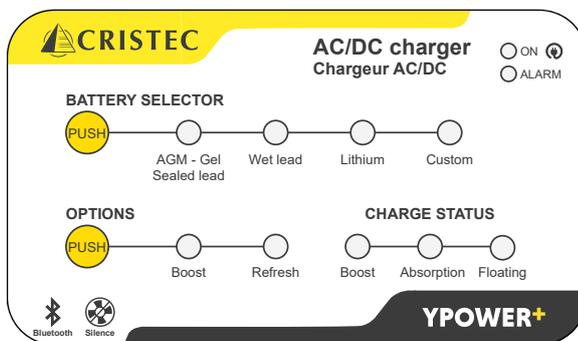 CRISTEC
AC/DC charger
Chargeur AC/DC
ON
ALARM
BATTERY SELECTOR
PUSH
AGM - Gel
Sealed lead
Wet lead
Lithium
Custom
OPTIONS
PUSH
Boost
Refresh
CHARGE STATUS
Boost
Absorption
Floating
Bluetooth
Silence
YPOWER+